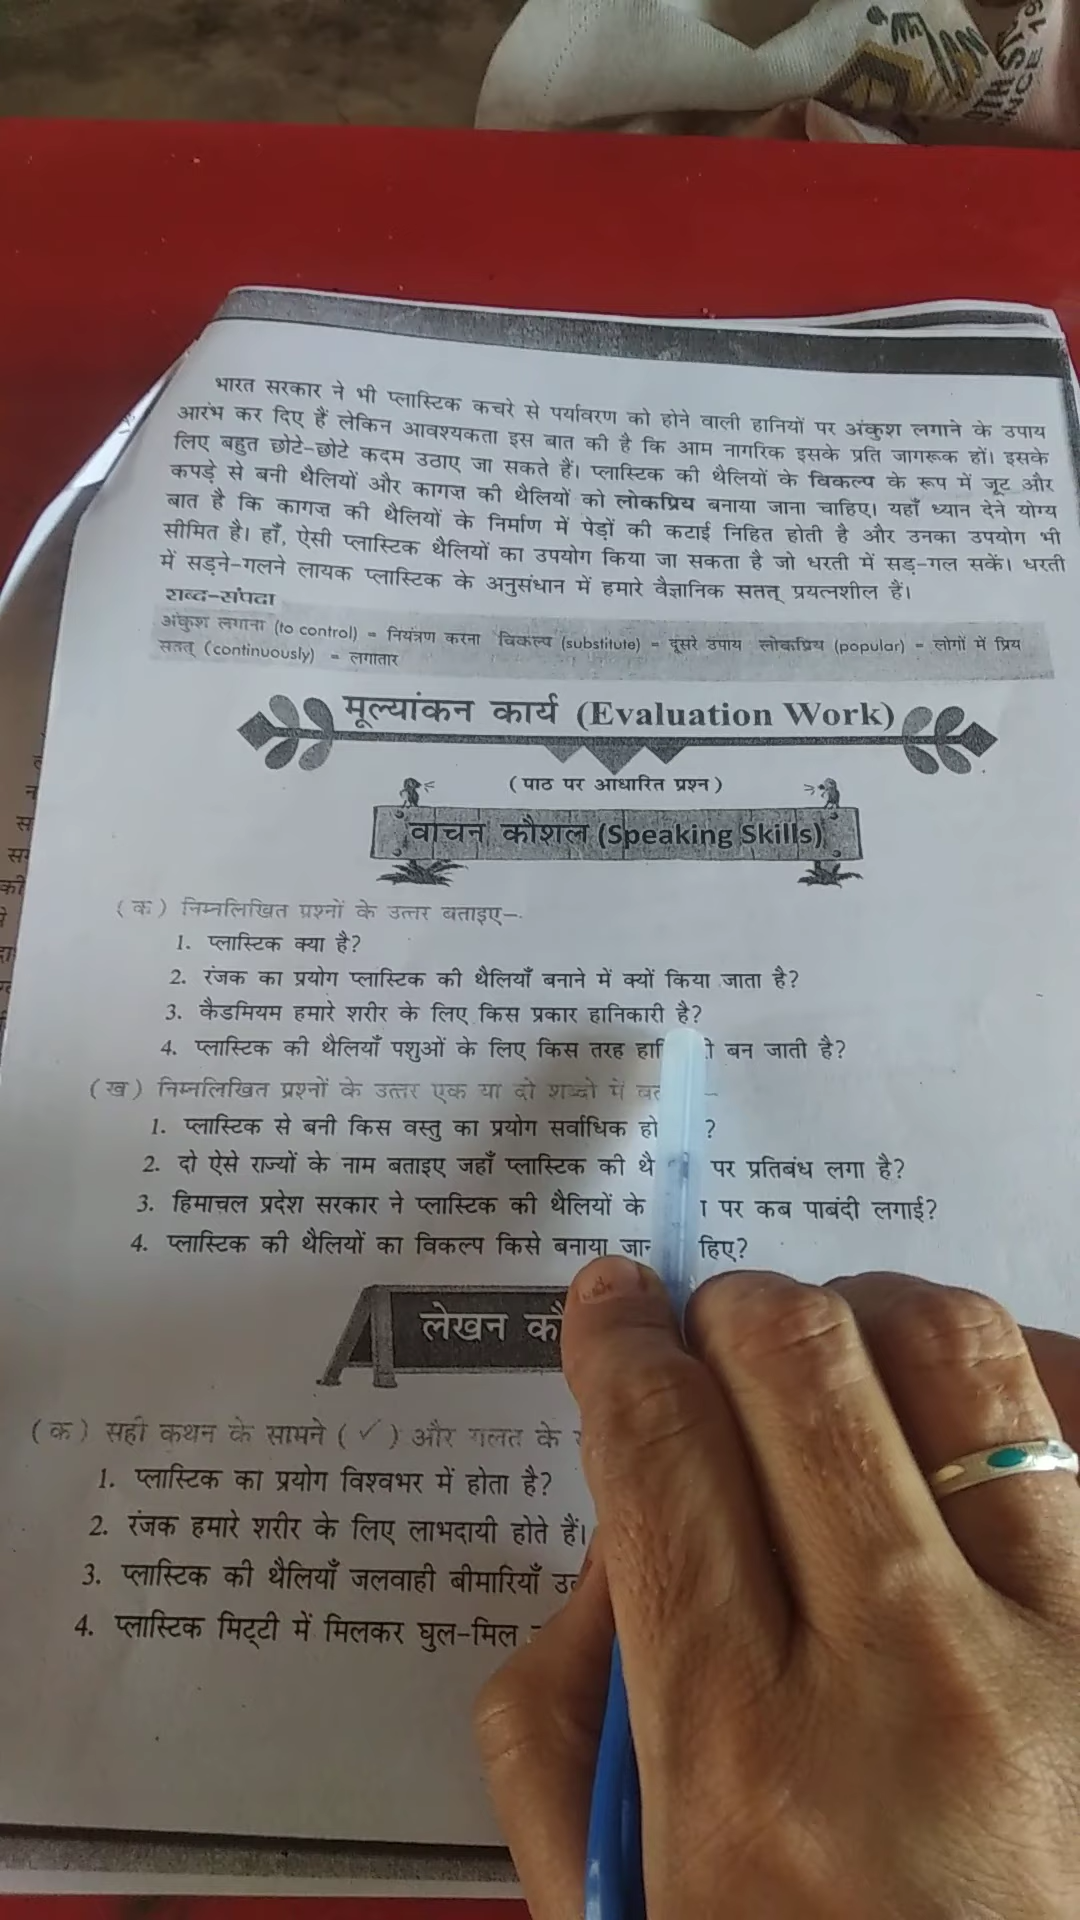 भारत सरकार ने भी प्लास्टिक कचरे से पर्यावरण को होने वाली हानियों पर अंकुश लगाने के उपाय
आरंभ कर दिए हैं लेकिन आवश्यकता इस बात की है कि आम नागरिक इसके प्रति जागरूक हों। इसके
लिए बहुत छोटे-छोटे कदम उठाए जा सकते हैं। प्लास्टिक की थैलियों के विकल्प के रूप में जूट और
कपड़े से बनी थैलियों और कागज़ की थैलियों को लोकप्रिय बनाया जाना चाहिए। यहाँ ध्यान देने योग्य
बात है कि कागज़ की थैलियों के निर्माण में पेड़ों की कटाई निहित होती है और उनका उपयोग भी
सीमित है। हाँ, ऐसी प्लास्टिक थैलियों का उपयोग किया जा सकता है जो धरती में सड़-गल सकें। धरती
में सड़ने-गलने लायक प्लास्टिक के अनुसंधान में हमारे वैज्ञानिक सतत् प्रयत्नशील हैं।
शब्द-संपदा
अंकुश लगाना (to control) = नियंत्रण करना विकल्प (substitute) = दूसरे उपाय लोकप्रिय (popular) = लोगों में प्रिय
सतत् (continuously) = लगातार
मूल्यांकन कार्य (Evaluation Work)
(पाठ पर आधारित प्रश्न)
वाचन कौशल (Speaking Skills)
(क) निम्नलिखित प्रश्नों के उत्तर बताइए–
1. प्लास्टिक क्या है?
2. रंजक का प्रयोग प्लास्टिक की थैलियाँ बनाने में क्यों किया जाता है?
3. कैडमियम हमारे शरीर के लिए किस प्रकार हानिकारी है?
4. प्लास्टिक की थैलियाँ पशुओं के लिए किस तरह बन जाती है?
(ख) निम्नलिखित प्रश्नों के उत्तर एक या दो शब्दो में
1. प्लास्टिक से बनी किस वस्तु का प्रयोग सर्वाधिक हो ?
2. दो ऐसे राज्यों के नाम बताइए जहाँ प्लास्टिक की थै पर प्रतिबंध लगा है?
3. हिमाचल प्रदेश सरकार ने प्लास्टिक की थैलियों के पर कब पाबंदी लगाई?
4. प्लास्टिक की थैलियों का विकल्प किसे बनाया हिए?
लेखन
(क) सही कथन के सामने (✓) और गलत के
1. प्लास्टिक का प्रयोग विश्वभर में होता है?
2. रंजक हमारे शरीर के लिए लाभदायी होते हैं।
3. प्लास्टिक की थैलियाँ जलवाही बीमारियाँ
4. प्लास्टिक मिट्टी में मिलकर घुल-मिल